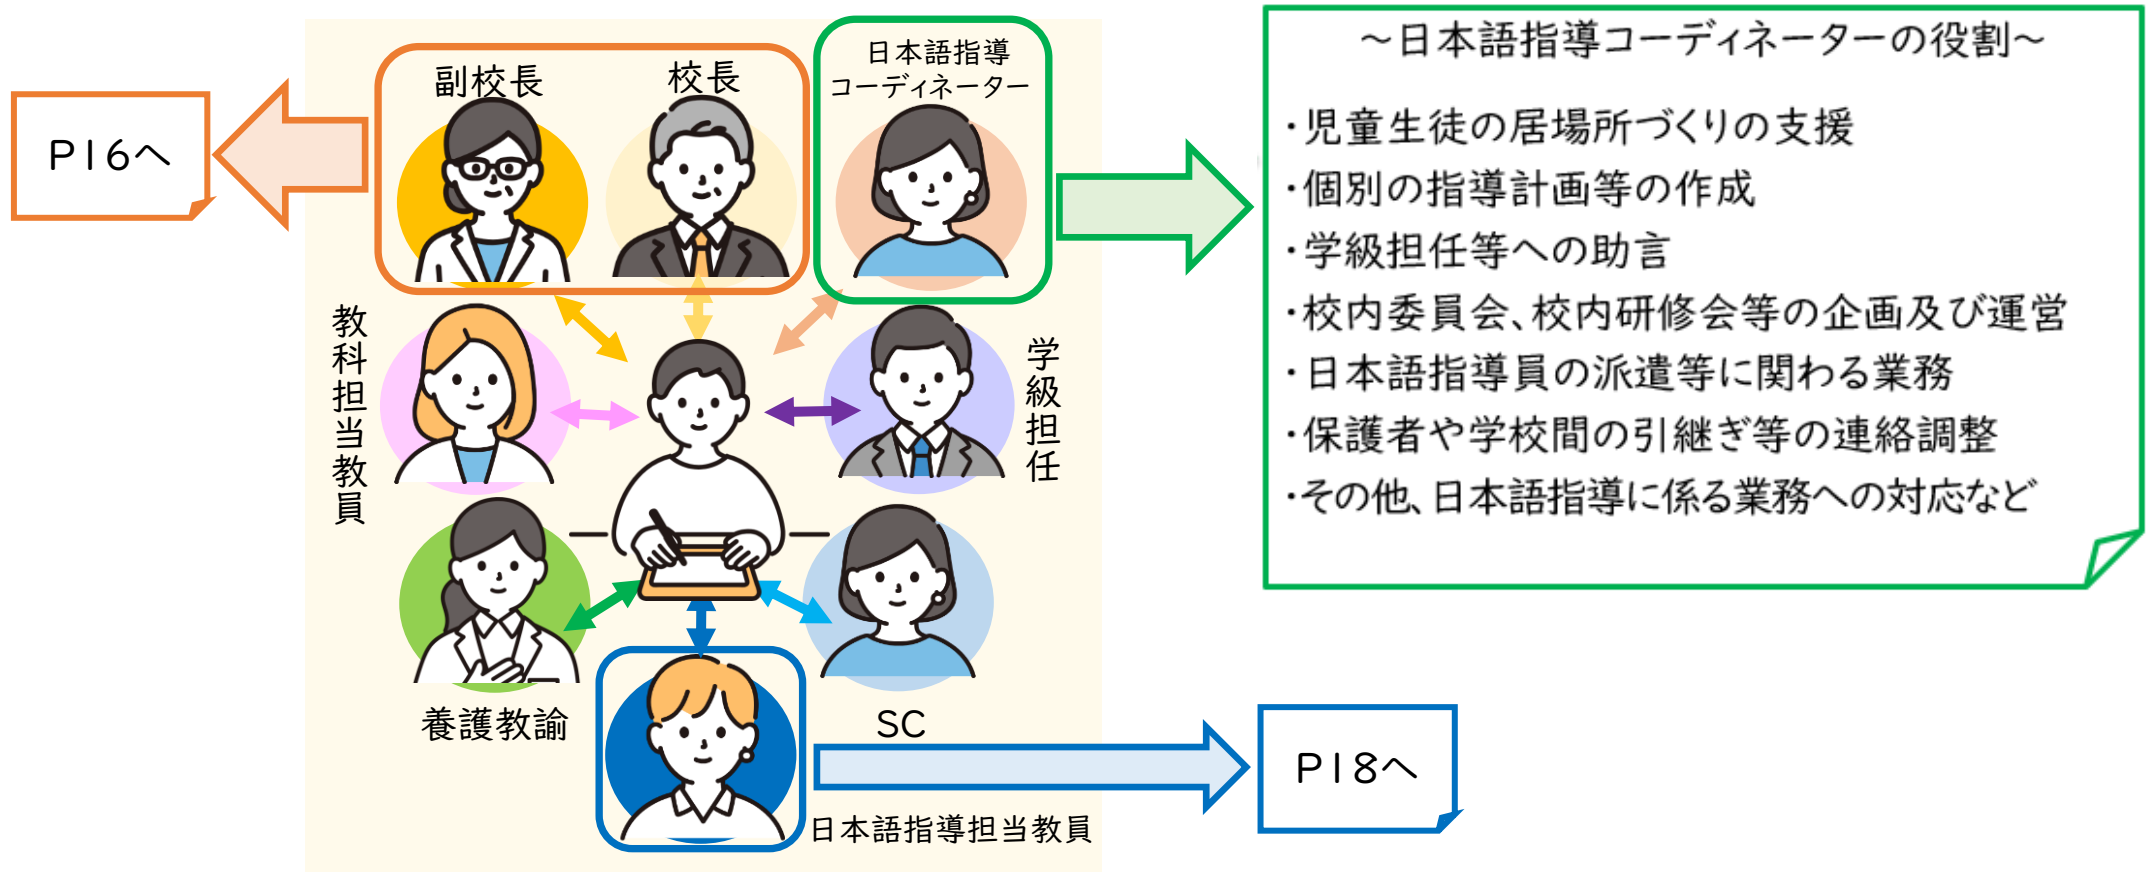 副校長
校長
日本語指導
コーディネーター
P16へ
教科担当教員
学級担任
養護教諭
SC
日本語指導担当教員
P18へ
～日本語指導コーディネーターの役割～
・児童生徒の居場所づくりの支援
・個別の指導計画等の作成
・学級担任等への助言
・校内委員会、校内研修会等の企画及び運営
・日本語指導員の派遣等に関わる業務
・保護者や学校間の引継ぎ等の連絡調整
・その他、日本語指導に係る業務への対応など